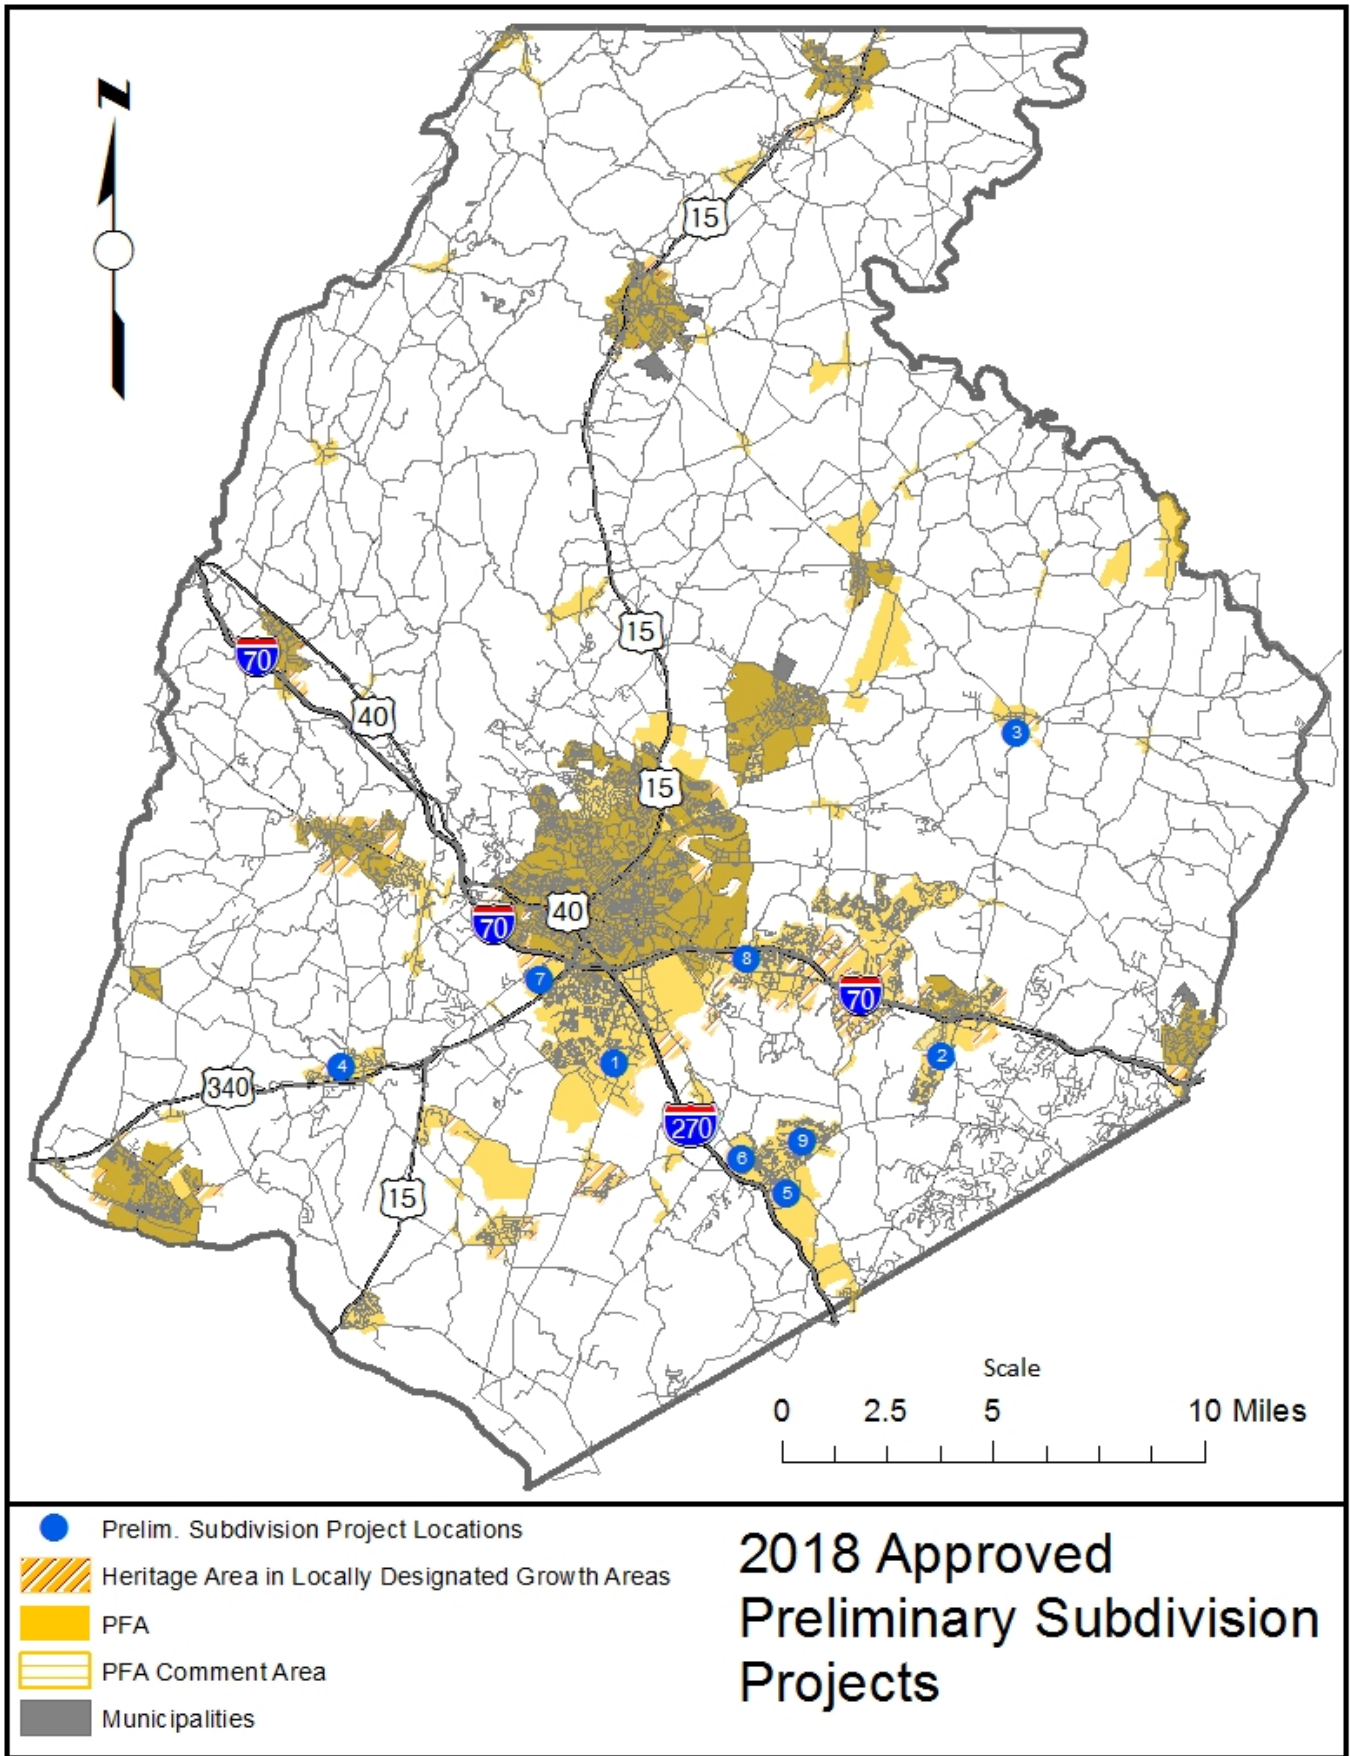 Z
15
15
70
40
3
15
40
70
8
7
70
2
1
4
340
270
9
6
5
15
Scale
0 2.5 5 10 Miles
Prelim. Subdivision Project Locations
Heritage Area in Locally Designated Growth Areas
PFA
PFA Comment Area
Municipalities
2018 Approved
Preliminary Subdivision
Projects